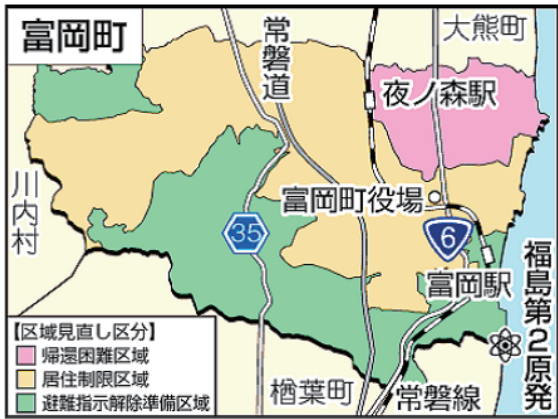 富岡町
常磐道
大熊町
夜ノ森駅
川内村
富岡町役場
35
6
富岡駅
福島第2原発
【区域見直し区分】
帰還困難区域
居住制限区域
避難指示解除準備区域
楢葉町
常磐線